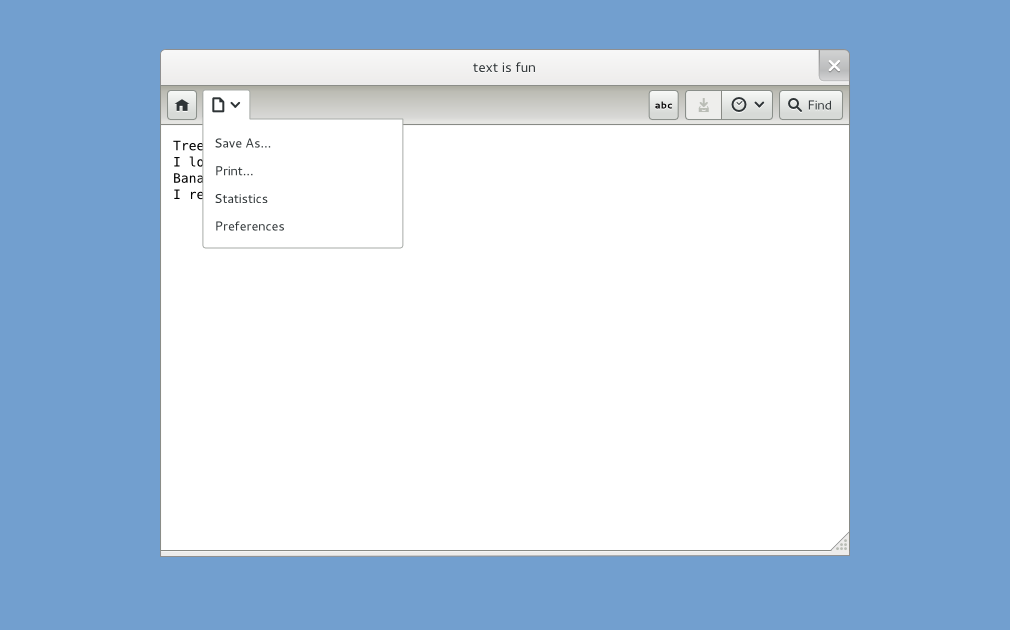 text is fun
abc
Find
Save As...
Print...
Statistics
Preferences
Tree
I lo
Bana
I re